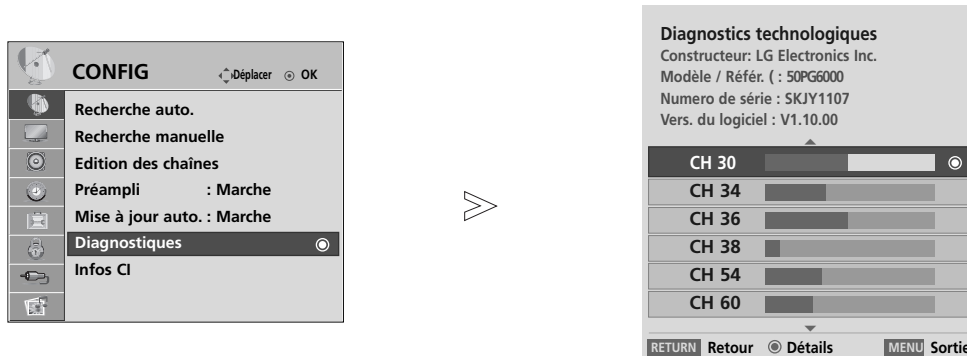 CONFIG
Déplacer
OK
Recherche auto.
Recherche manuelle
Edition des chaînes
Préampli : Marche
Mise à jour auto. : Marche
Diagnostiques
Infos CI
Diagnostics technologiques
Constructeur: LG Electronics Inc.
Modèle / Référ. ( : 50PG6000
Numero de série : SKJY1107
Vers. du logiciel : V1.10.00
CH 30
CH 34
CH 36
CH 38
CH 54
CH 60
RETURN Retour Détails MENU Sortie